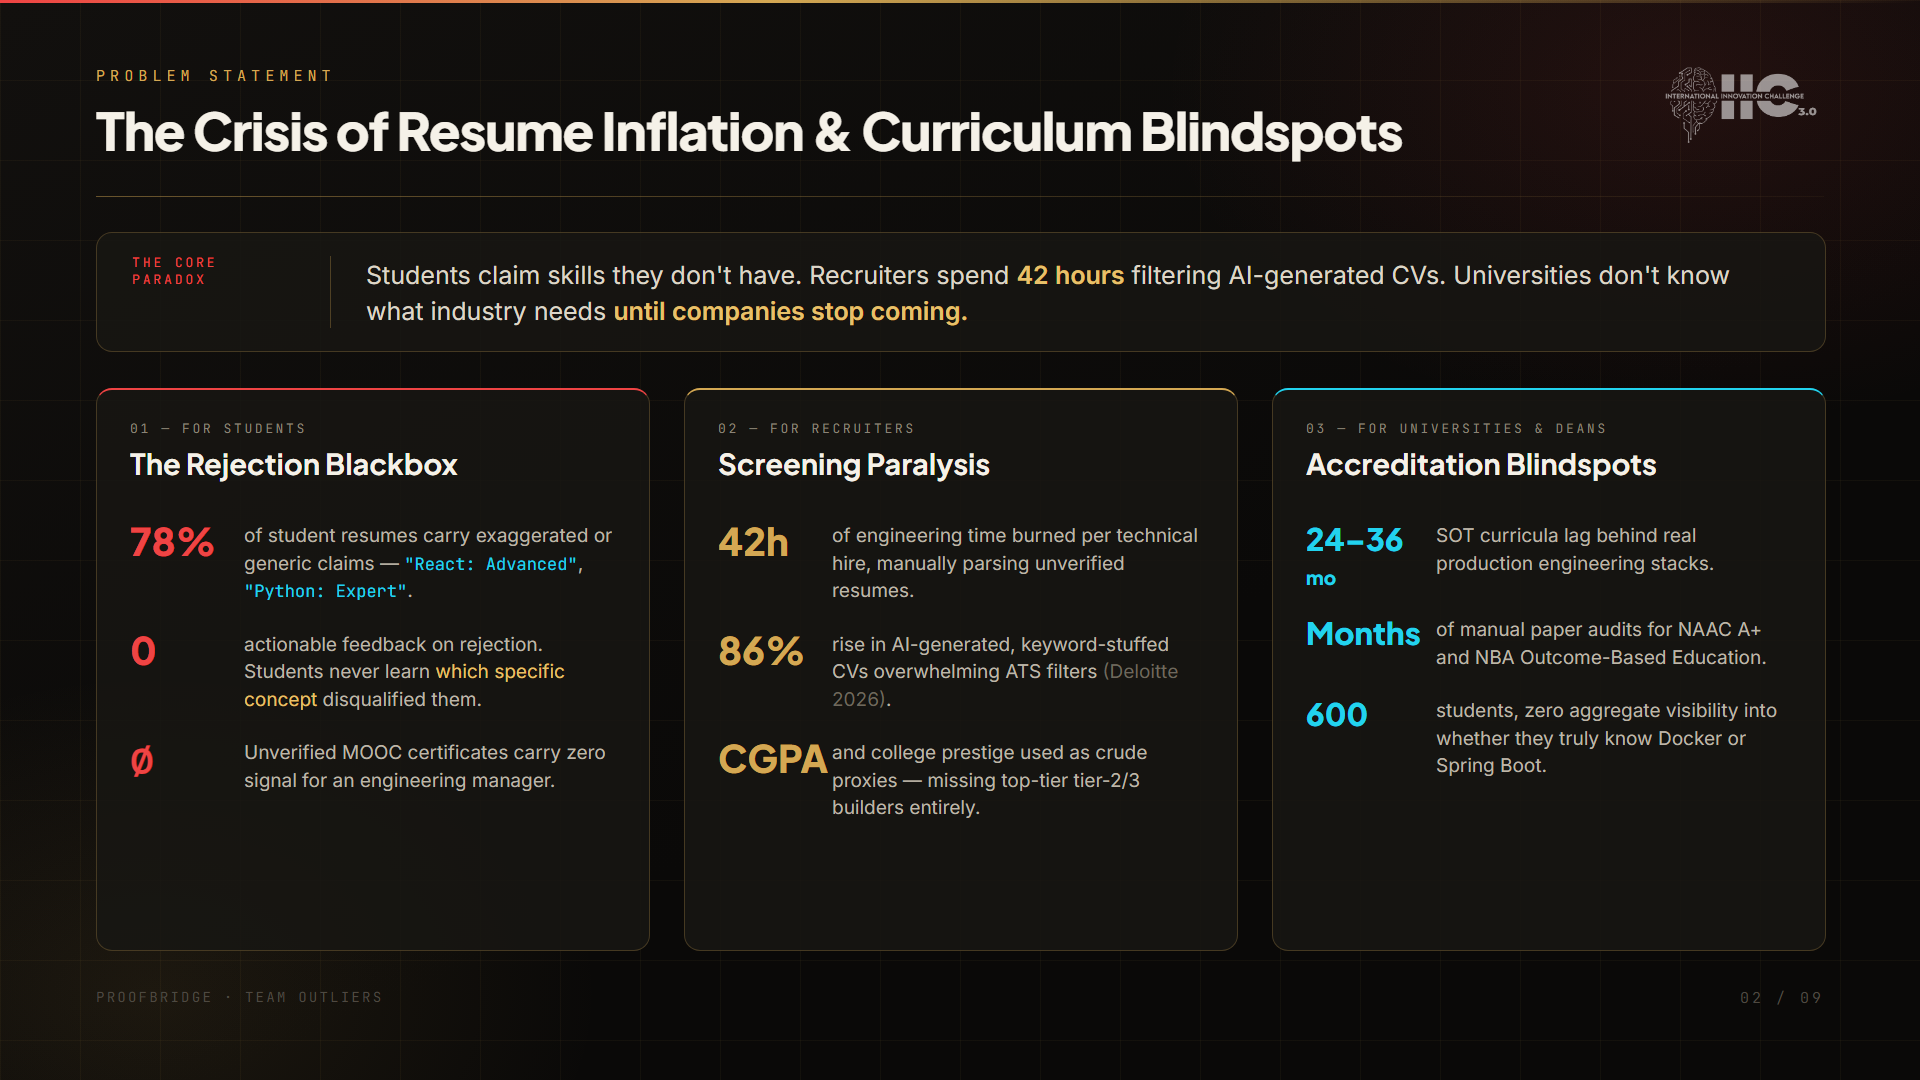 PROBLEM STATEMENT
The Crisis of Resume Inflation & Curriculum Blindspots
INTERNATIONAL INNOVATION CHALLENGE
IIC
3.0
THE CORE
PARADOX
Students claim skills they don't have. Recruiters spend 42 hours filtering AI-generated CVs. Universities don't know
what industry needs until companies stop coming.
01 — FOR STUDENTS
The Rejection Blackbox
78%
of student resumes carry exaggerated or
generic claims — "React: Advanced",
"Python: Expert".
0
actionable feedback on rejection.
Students never learn which specific
concept disqualified them.
Ø
Unverified MOOC certificates carry zero
signal for an engineering manager.
02 — FOR RECRUITERS
Screening Paralysis
42h
of engineering time burned per technical
hire, manually parsing unverified
resumes.
86%
rise in AI-generated, keyword-stuffed
CVs overwhelming ATS filters (Deloitte
2026).
CGPA
and college prestige used as crude
proxies — missing top-tier tier-2/3
builders entirely.
03 — FOR UNIVERSITIES & DEANS
Accreditation Blindspots
24–36
mo
SOT curricula lag behind real
production engineering stacks.
Months
of manual paper audits for NAAC A+
and NBA Outcome-Based Education.
600
students, zero aggregate visibility into
whether they truly know Docker or
Spring Boot.
PROOFBRIDGE · TEAM OUTLIERS
02 / 09